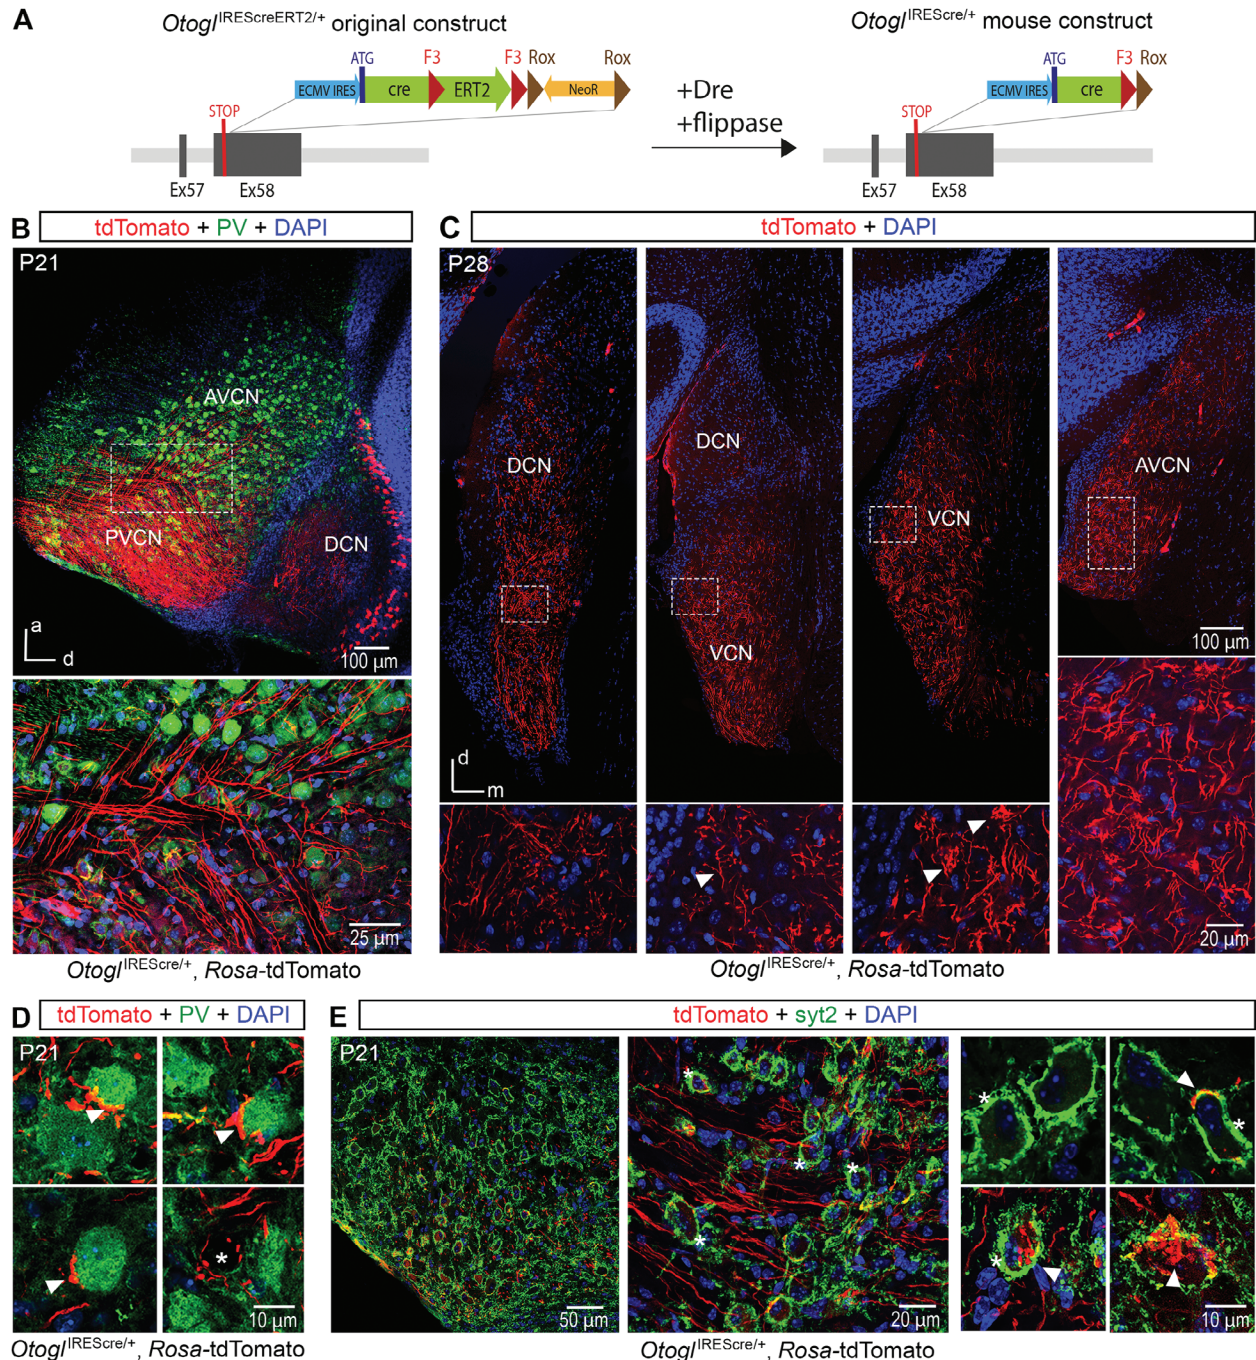 A
Otogl^IREScreERT2/+ original construct
Otogl^IREScre/+ mouse construct
ATG
F3
F3
Rox
Rox
ECMV IRES
cre
ERT2
NeoR
STOP
Ex57
Ex58
+Dre
+flippase
ATG
F3
Rox
ECMV IRES
cre
STOP
Ex57
Ex58
B
tdTomato + PV + DAPI
P21
AVCN
PVCN
DCN
a
d
100 µm
25 µm
Otogl^IREScre/+, Rosa-tdTomato
C
tdTomato + DAPI
P28
DCN
d
m
DCN
VCN
VCN
AVCN
100 µm
20 µm
Otogl^IREScre/+, Rosa-tdTomato
D
tdTomato + PV + DAPI
P21
*
10 µm
Otogl^IREScre/+, Rosa-tdTomato
E
tdTomato + syt2 + DAPI
P21
50 µm
*
*
*
*
20 µm
*
*
*
10 µm
Otogl^IREScre/+, Rosa-tdTomato